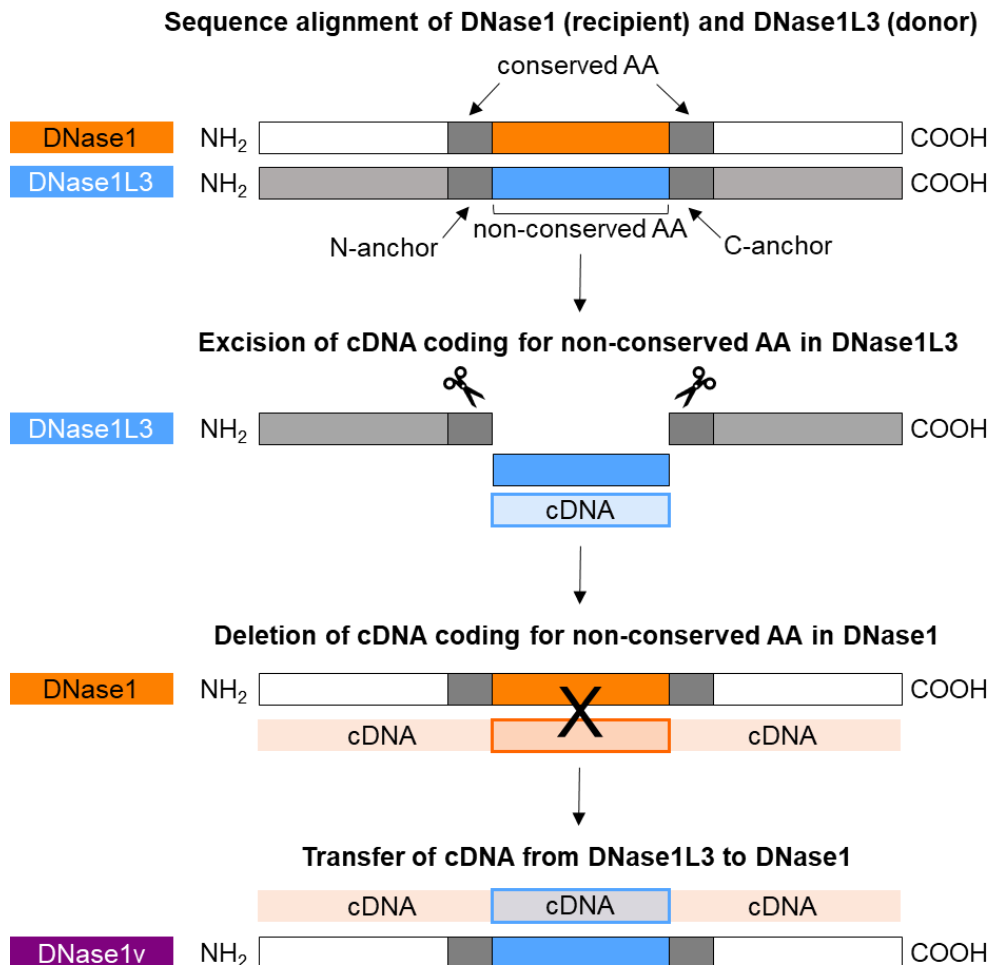 Sequence alignment of DNase1 (recipient) and DNase1L3 (donor)
conserved AA
DNase1 NH2 COOH
DNase1L3 NH2 COOH
N-anchor non-conserved AA C-anchor
Excision of cDNA coding for non-conserved AA in DNase1L3
DNase1L3 NH2 COOH
cDNA
Deletion of cDNA coding for non-conserved AA in DNase1
DNase1 NH2 X COOH
cDNA cDNA
Transfer of cDNA from DNase1L3 to DNase1
cDNA cDNA cDNA
DNase1v NH2 COOH